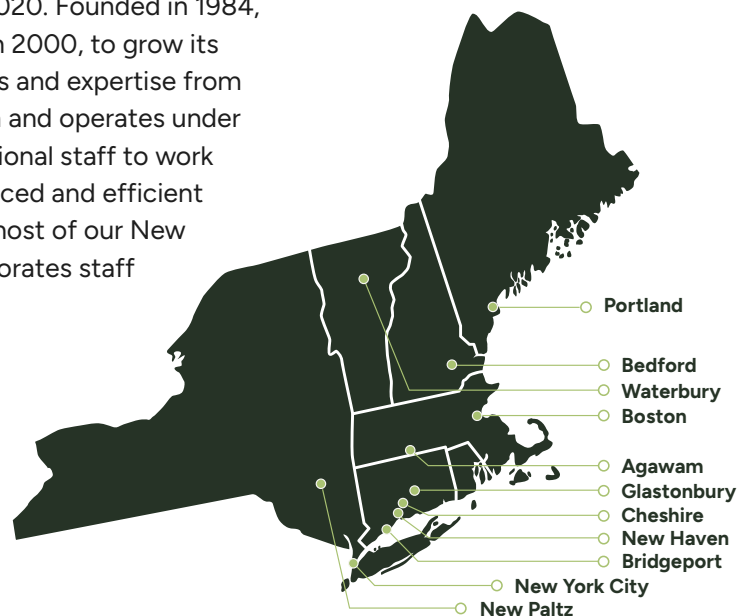 020. Founded in 1984,
n 2000, to grow its
s and expertise from
and operates under
ional staff to work
ced and efficient
most of our New
orates staff
Portland
Bedford
Waterbury
Boston
Agawam
Glastonbury
Cheshire
New Haven
Bridgeport
New York City
New Paltz